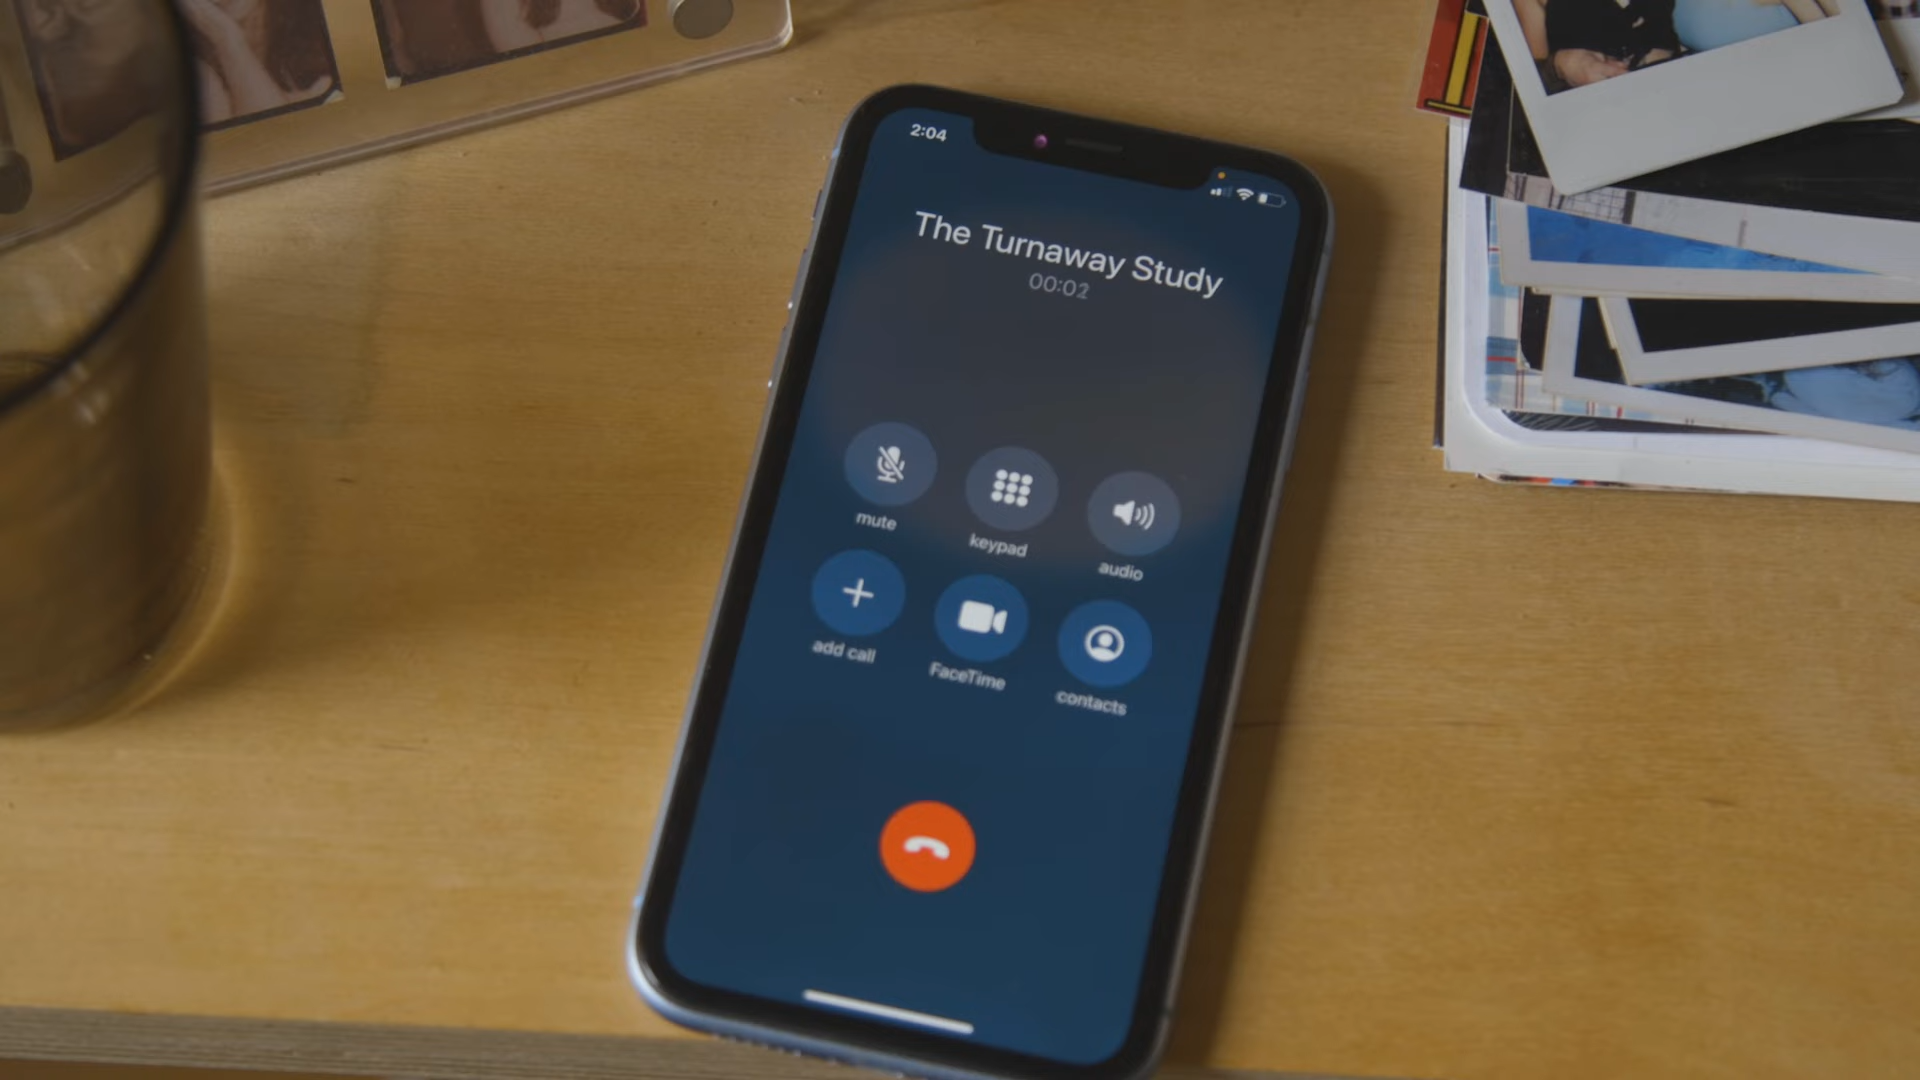 2:04
The Turnaway Study
00:02
mute
keypad
audio
add call
FaceTime
contacts